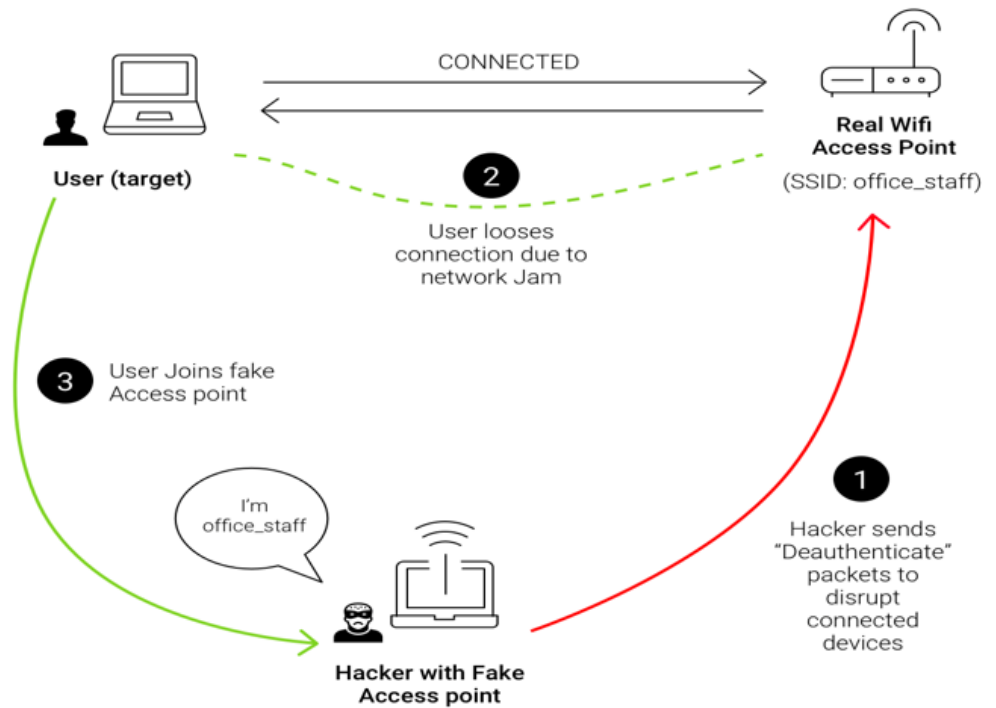 CONNECTED
Real Wifi
Access Point
(SSID: office_staff)
User (target)
2
User looses
connection due to
network Jam
3
User Joins fake
Access point
I'm
office_staff
1
Hacker sends
“Deauthenticate”
packets to
disrupt
connected
devices
Hacker with Fake
Access point